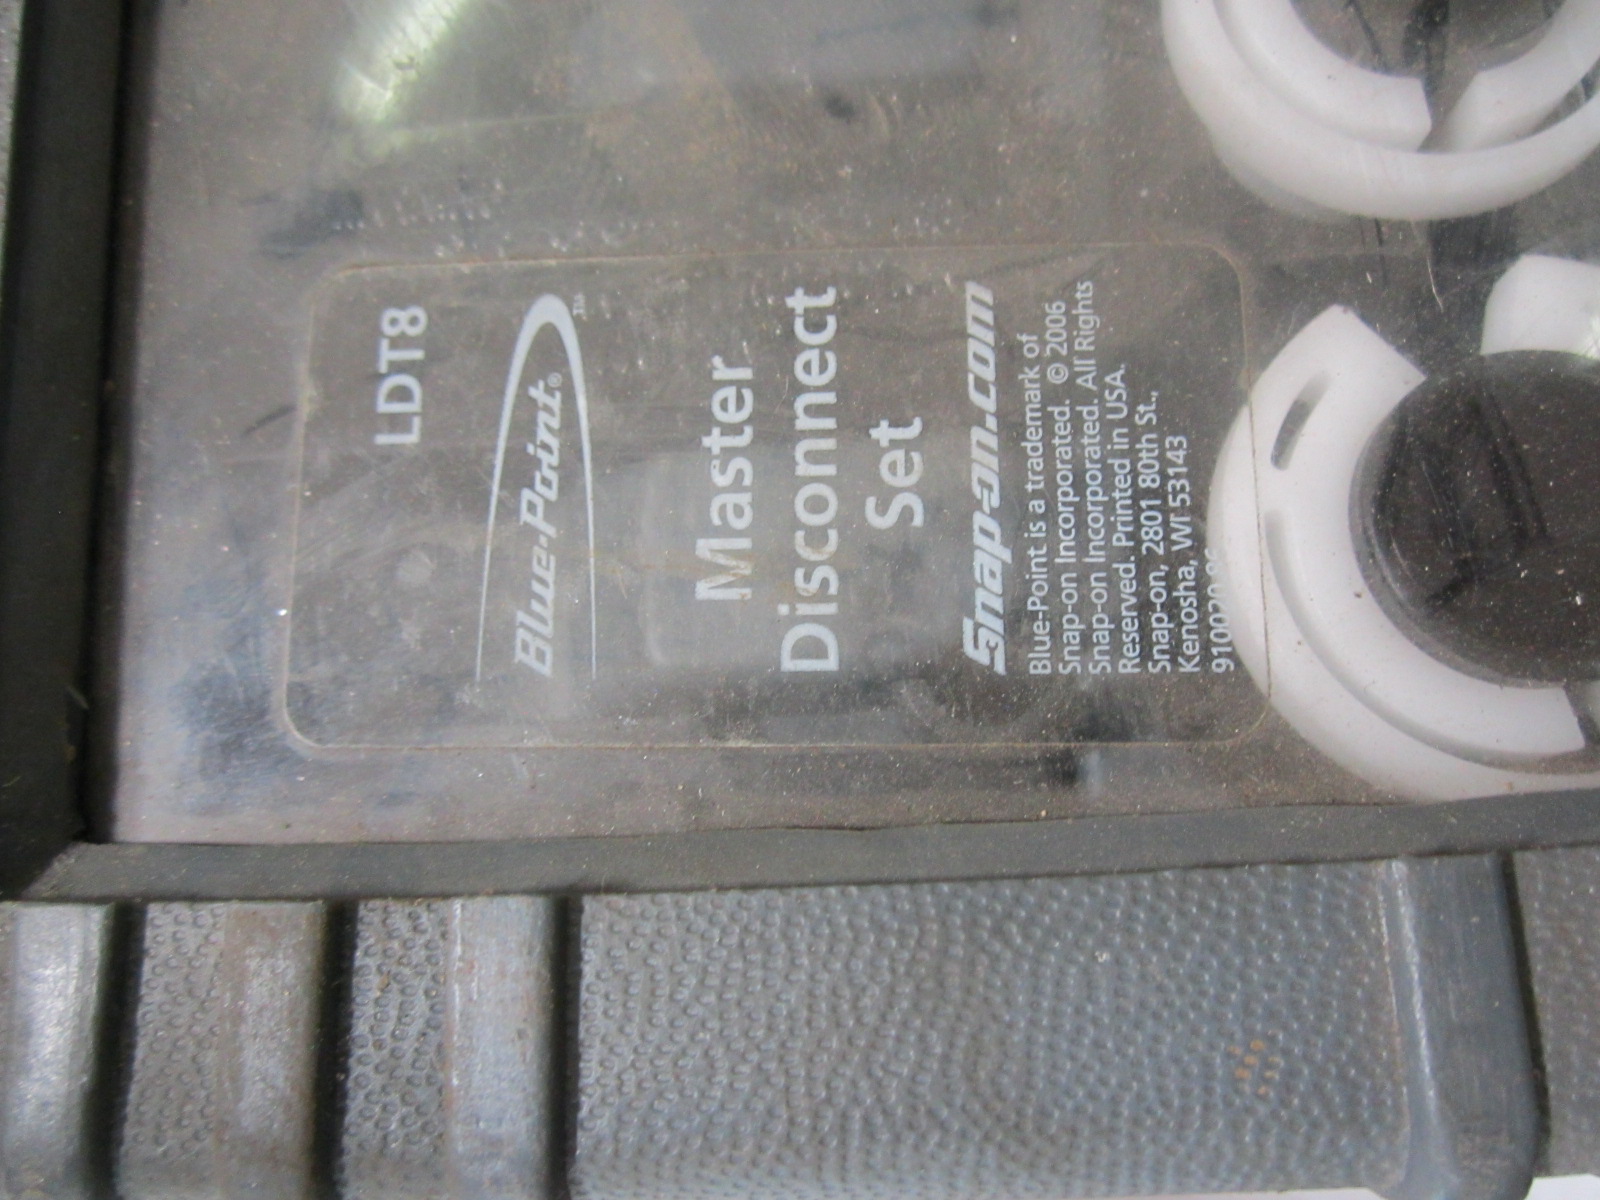 LDT8
Blue-Point®
TM
Master
Disconnect
Set
Snap-on.com
Blue-Point is a trademark of
Snap-on Incorporated. © 2006
Snap-on Incorporated. All Rights
Reserved. Printed in USA.
Snap-on, 2801 80th St.,
Kenosha, WI 53143